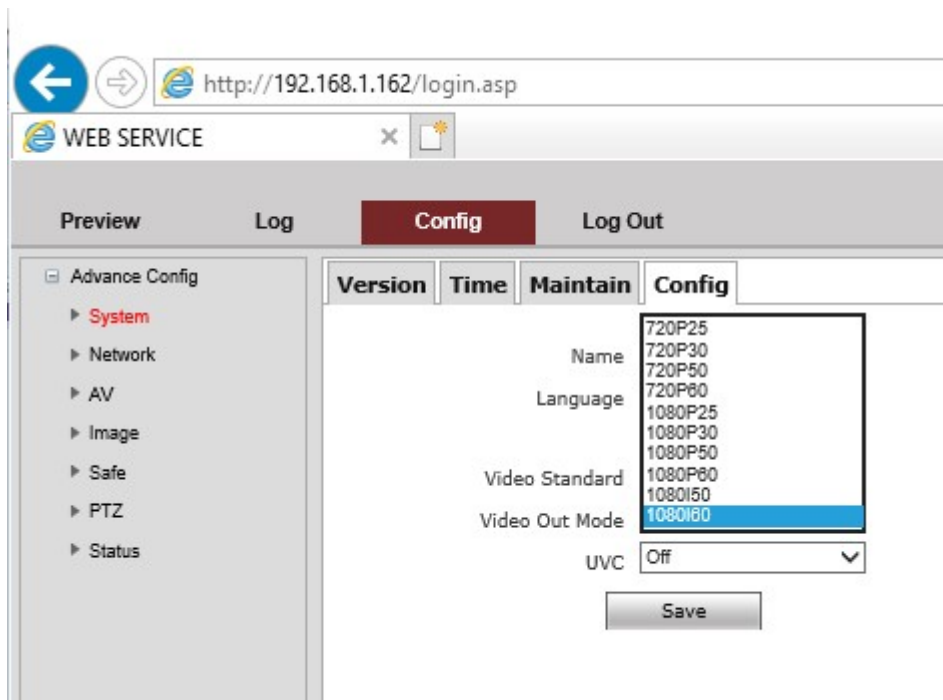 http://192.168.1.162/login.asp
WEB SERVICE
Preview Log Config Log Out
Advance Config
System
Network
AV
Image
Safe
PTZ
Status
Version Time Maintain Config
Name
Language
Video Standard
Video Out Mode
720P25
720P30
720P50
720P60
1080P25
1080P30
1080P50
1080P60
1080I50
1080I60
UVC Off
Save